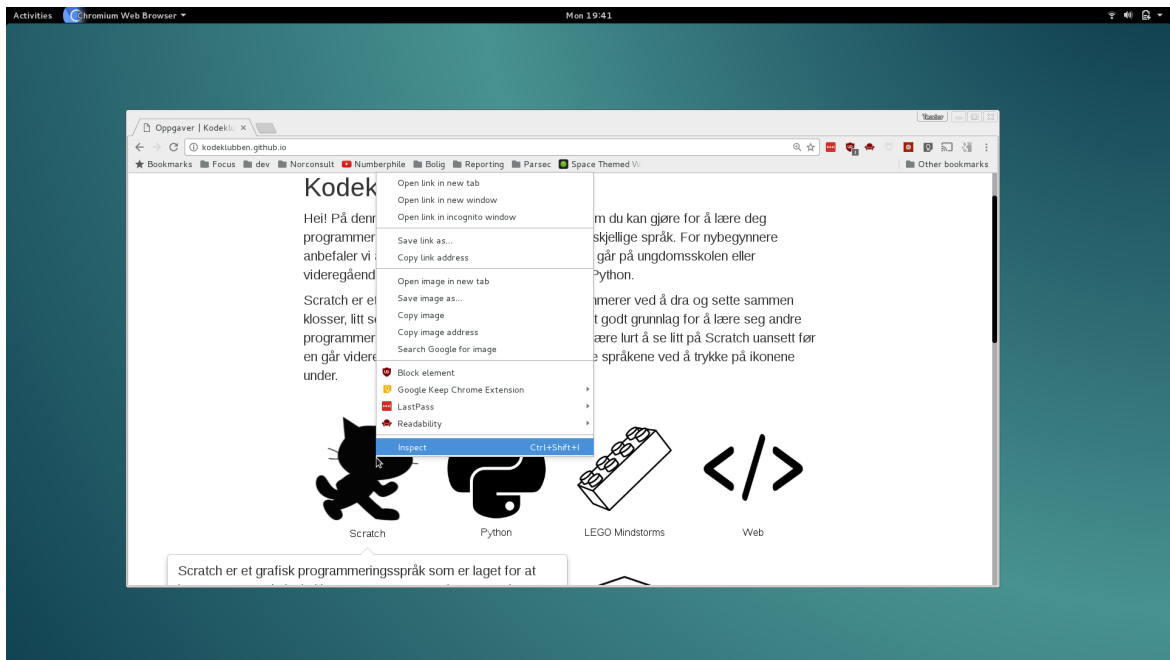 Activities Chromium Web Browser Mon 19:41
Oppgaver | Kodeklu
kodeklubben.github.io
Bookmarks Focus dev Norconsult Numberphile Bolig Reporting Parsec Space Themed W Other bookmarks
Kodek
Hei! På denn m du kan gjøre for å lære deg
programmer skjellige språk. For nybegynnere
anbefaler vi går på ungdomsskolen eller
videregåend Python.
Scratch er et mmerer ved å dra og sette sammen
klosser, litt so t godt grunnlag for å lære seg andre
programmer ære lurt å se litt på Scratch uansett før
en går videre e språkene ved å trykke på ikonene
under.
Open link in new tab
Open link in new window
Open link in incognito window
Save link as...
Copy link address
Open image in new tab
Save image as...
Copy image
Copy image address
Search Google for image
Block element
Google Keep Chrome Extension
LastPass
Readability
Inspect Ctrl+Shift+I
</>
Scratch Python LEGO Mindstorms Web
Scratch er et grafisk programmeringsspråk som er laget for at